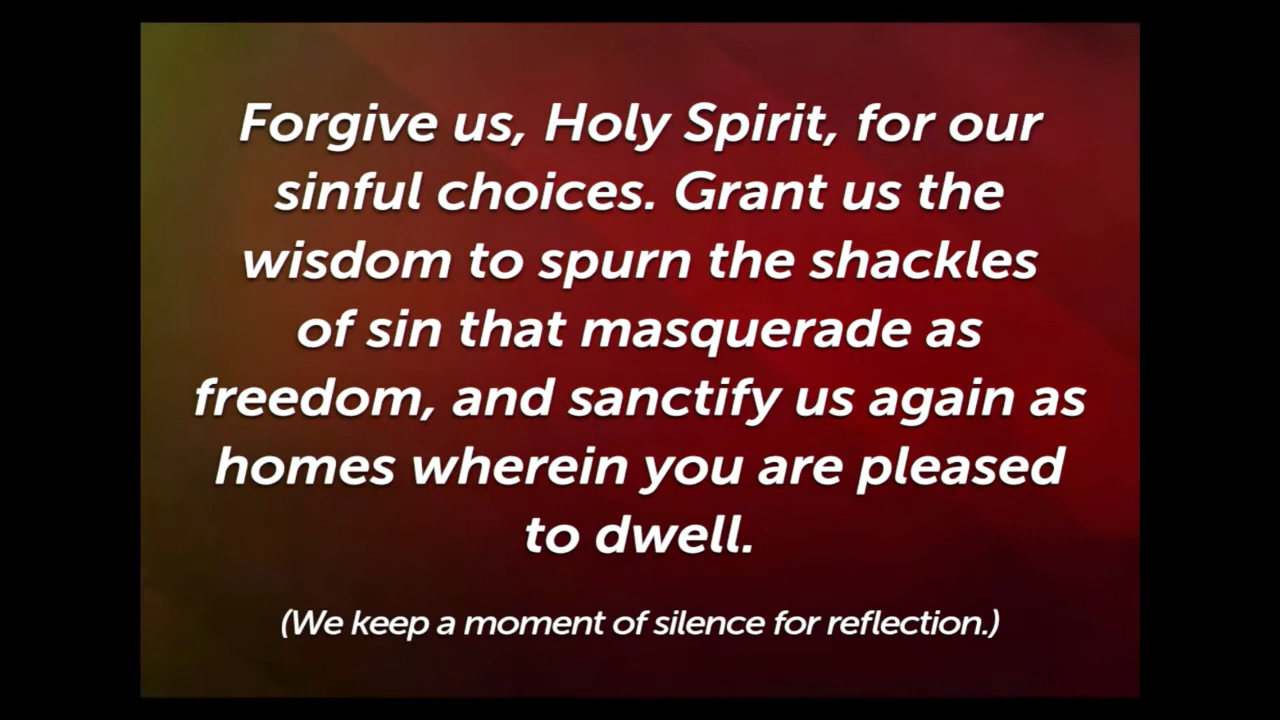 Forgive us, Holy Spirit, for our
sinful choices. Grant us the
wisdom to spurn the shackles
of sin that masquerade as
freedom, and sanctify us again as
homes wherein you are pleased
to dwell.
(We keep a moment of silence for reflection.)